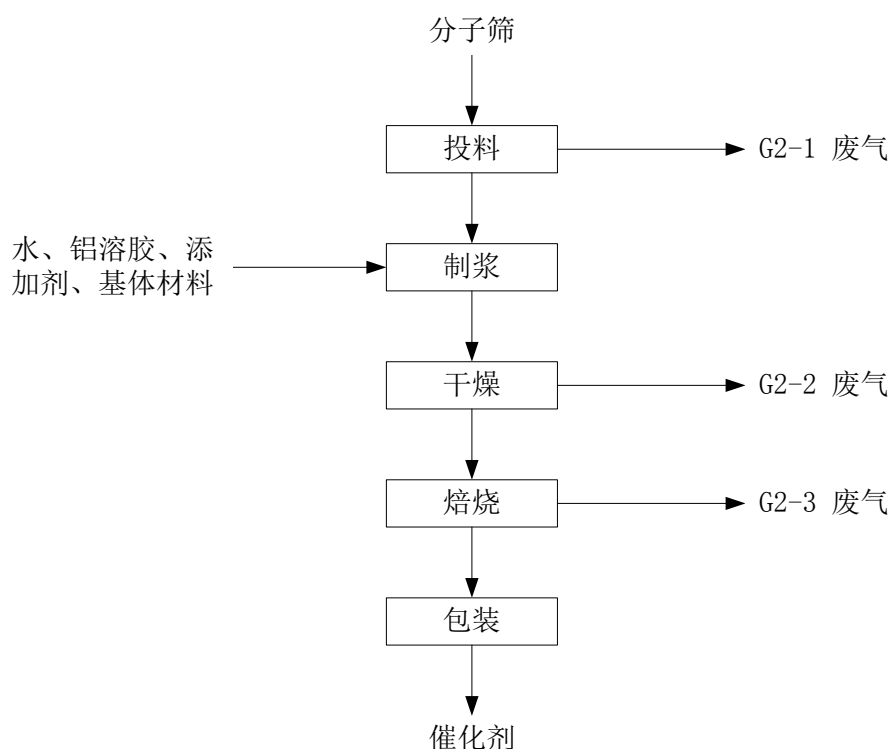 分子筛
投料
G2-1 废气
水、铝溶胶、添
加剂、基体材料
制浆
干燥
G2-2 废气
焙烧
G2-3 废气
包装
催化剂